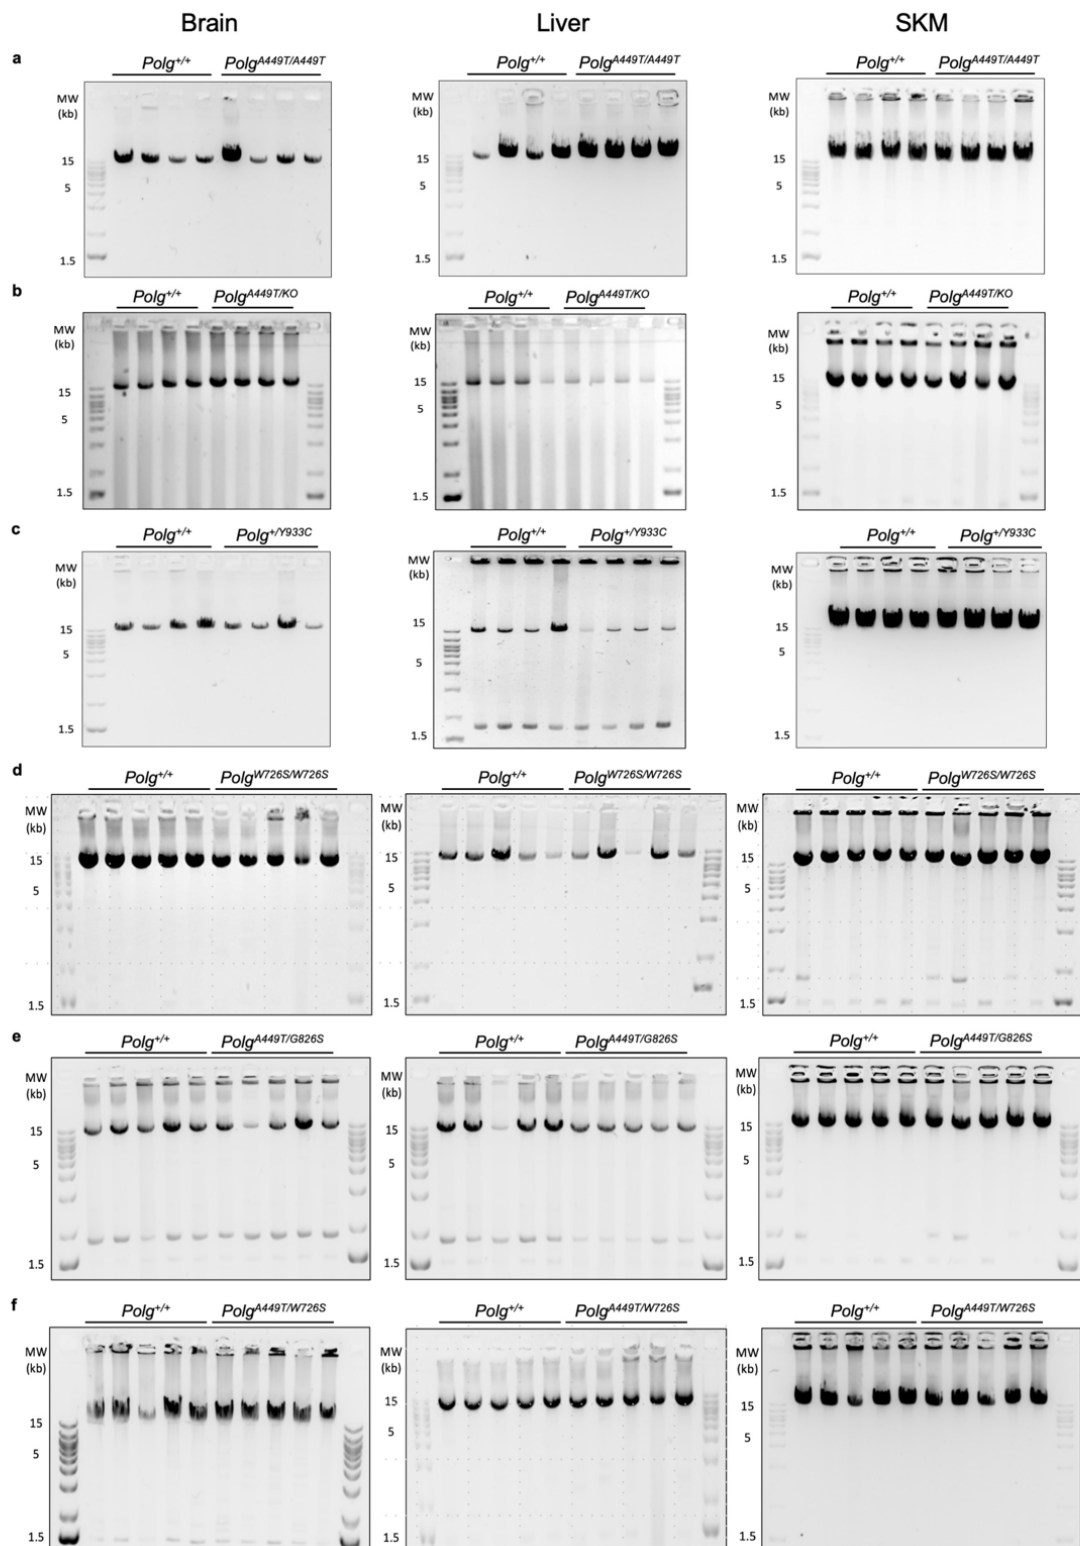 Brain Liver SKM
a Polg+/+ PolgA449T/A449T Polg+/+ PolgA449T/A449T Polg+/+ PolgA449T/A449T
MW MW MW
(kb) (kb) (kb)
15 15 15
5 5 5
1.5 1.5 1.5
b Polg+/+ PolgA449T/KO Polg+/+ PolgA449T/KO Polg+/+ PolgA449T/KO
MW MW MW
(kb) (kb) (kb)
15 15 15
5 5 5
1.5 1.5 1.5
c Polg+/+ Polg+/Y933C Polg+/+ Polg+/Y933C Polg+/+ Polg+/Y933C
MW MW MW
(kb) (kb) (kb)
15 15 15
5 5 5
1.5 1.5 1.5
d Polg+/+ PolgW726S/W726S Polg+/+ PolgW726S/W726S Polg+/+ PolgW726S/W726S
MW MW MW
(kb) (kb) (kb)
15 15 15
5 5 5
1.5 1.5 1.5
e Polg+/+ PolgA449T/G826S Polg+/+ PolgA449T/G826S Polg+/+ PolgA449T/G826S
MW MW MW
(kb) (kb) (kb)
15 15 15
5 5 5
1.5 1.5 1.5
f Polg+/+ PolgA449T/W726S Polg+/+ PolgA449T/W726S Polg+/+ PolgA449T/W726S
MW MW MW
(kb) (kb) (kb)
15 15 15
5 5 5
1.5 1.5 1.5